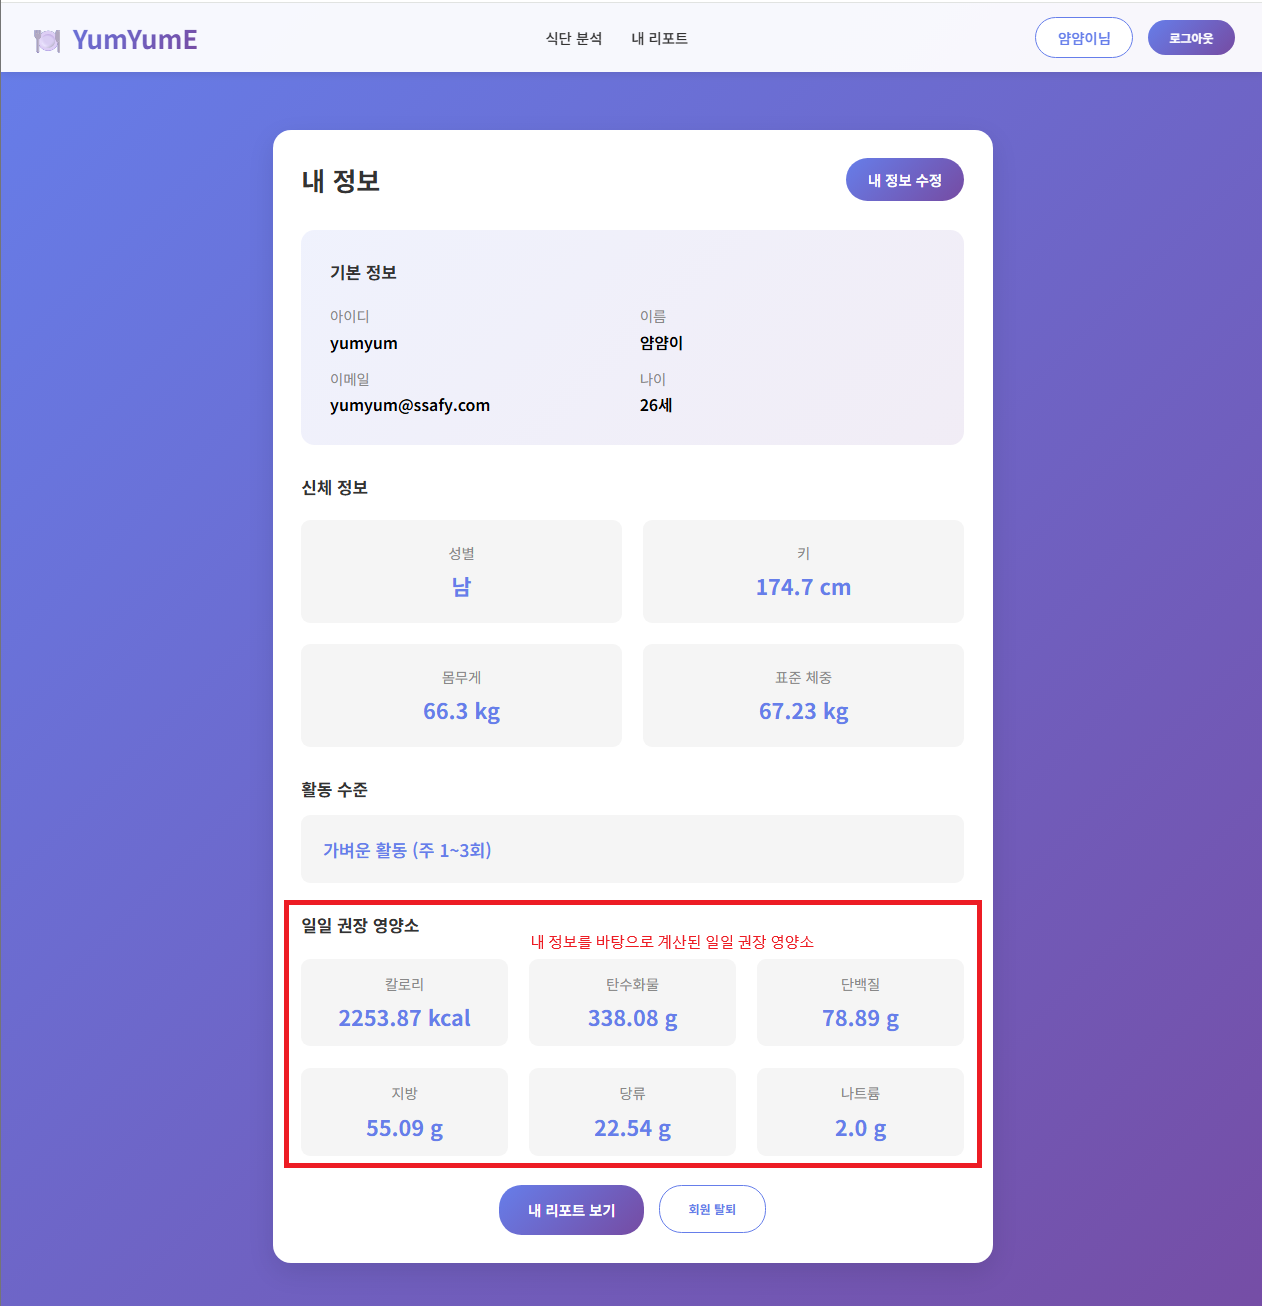 YumYumE
식단 분석 내 리포트
얌얌이님
로그아웃
내 정보
내 정보 수정
기본 정보
아이디 이름
yumyum 얌얌이
이메일 나이
yumyum@ssafy.com 26세
신체 정보
성별 키
남 174.7 cm
몸무게 표준 체중
66.3 kg 67.23 kg
활동 수준
가벼운 활동 (주 1~3회)
일일 권장 영양소
내 정보를 바탕으로 계산된 일일 권장 영양소
칼로리 탄수화물 단백질
2253.87 kcal 338.08 g 78.89 g
지방 당류 나트륨
55.09 g 22.54 g 2.0 g
내 리포트 보기 회원 탈퇴